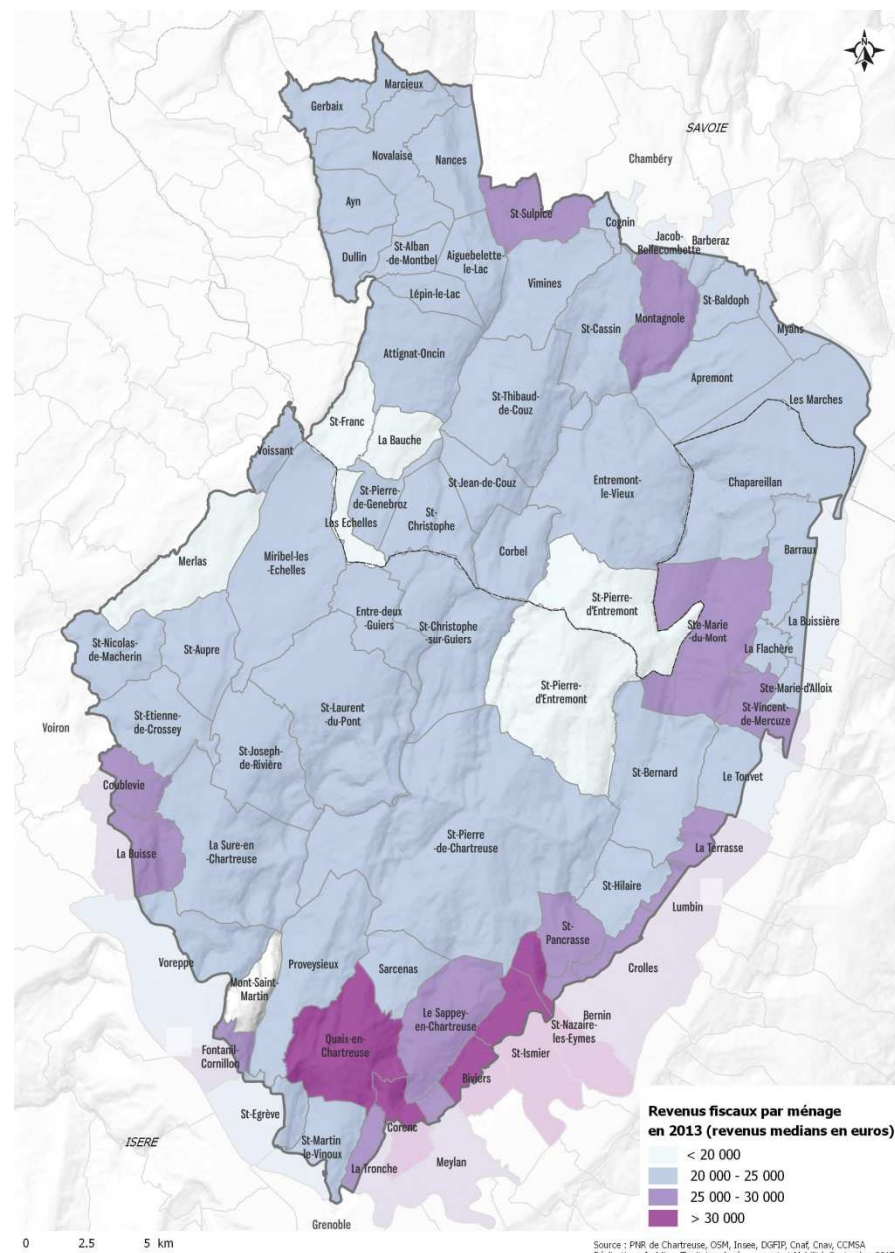 N
Marcieux
Gerbaix
SAVOIE
Novalaise
Nances
Chambéry
Ayn
St-Sulpice
Cognin
Jacob-
Bellecombette
Barberaz
Dullin
St-Alban
-de-Montbel
Aiguebelette
-le-Lac
Lépin-le-Lac
Vimines
St-Baldoph
Montagnole
St-Cassin
Myans
Attignat-Oncin
Apremont
Les Marches
St-Thibaud-
de-Couz
St-Franc
La Bauche
Voissant
Entremont
-le-Vieux
Chapareillan
St-Pierre-
de-Genebroz
St-Jean-de-Couz
Les Echelles
St-
Christophe
Corbel
Barraux
Merlas
Miribel-les
-Echelles
St-Pierre-
d'Entremont
Entre-deux
-Guiers
St-Christophe
-sur-Guiers
Ste-Marie
-du-Mont
La Buissière
St-Nicolas-
de-Macherin
St-Aupre
La Flachère
Ste-Marie-d'Alloix
St-Pierre-
d'Entremont
St-Vincent-
de-Mercuze
St-Laurent
-du-Pont
St-Etienne-
de-Crossey
Voiron
St-Joseph-
de-Rivière
St-Bernard
Le Touvet
Coublevie
La Buisse
La Sure-en
-Chartreuse
St-Pierre
-de-Chartreuse
La Terrasse
St-Hilaire
Lumbin
St-
Pancrasse
Voreppe
Proveysieux
Sarcenas
Crolles
Mont-Saint-
Martin
Le Sappey-
en-Chartreuse
Bernin
St-Nazaire-
les-Eymes
Quaix-en-
Chartreuse
St-Ismier
Fontanil-
Cornillon
Biviers
St-Egrève
Corenc
St-Martin
-le-Vinoux
ISERE
La Tronche
Meylan
Grenoble
Revenus fiscaux par ménage
en 2013 (revenus medians en euros)
< 20 000
20 000 - 25 000
25 000 - 30 000
> 30 000
0 2.5 5 km
Source : PNR de Chartreuse, OSM, Insee, DGFIP, Cnaf, Cnav, CCMSA